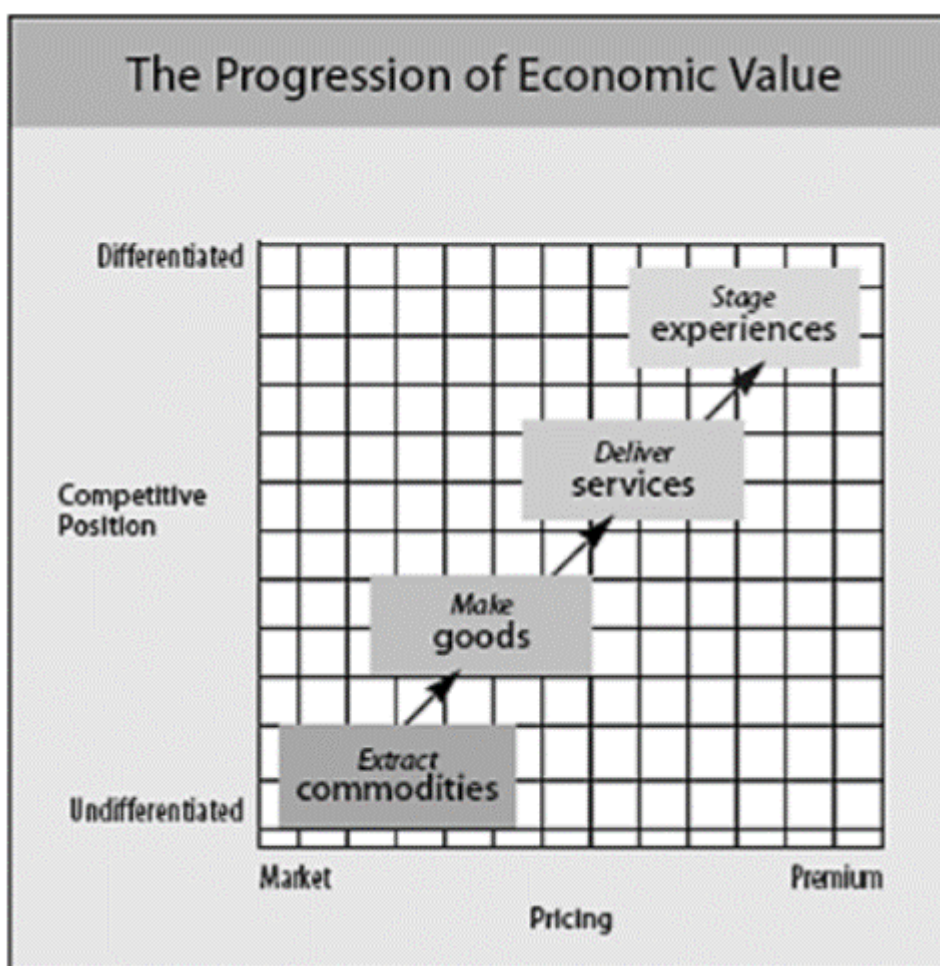 The Progression of Economic Value
Differentiated
Stage
experiences
Deliver
services
Competitive
Position
Make
goods
Extract
commodities
Undifferentiated
Market
Premium
Pricing